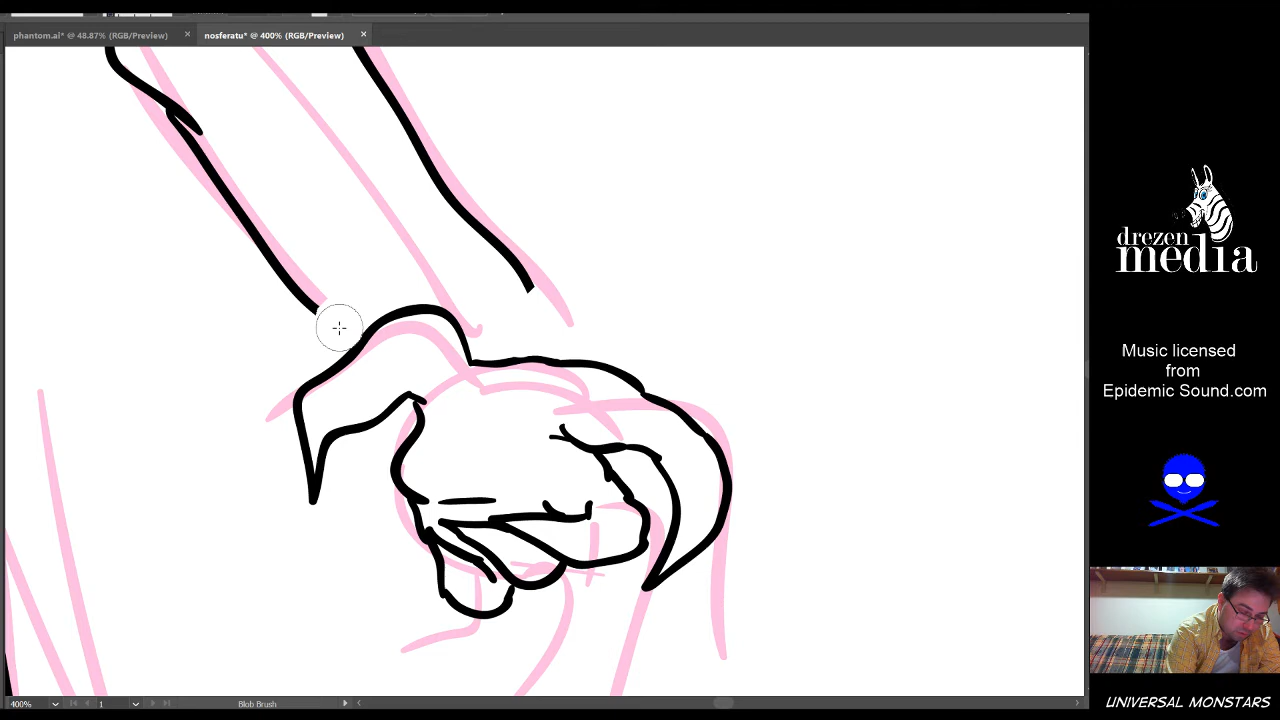 phantom.ai* @ 48.87% (RGB/Preview)
nosferatu* @ 400% (RGB/Preview)
drezen
media
Music licensed
from
Epidemic Sound.com
400%
1
Blob Brush
UNIVERSAL MONSTARS